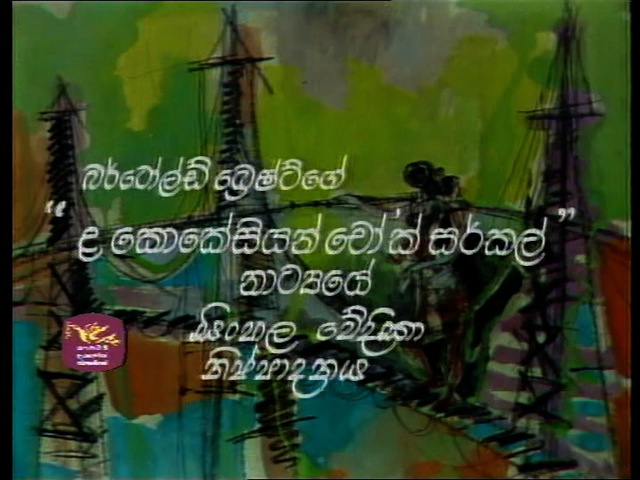 බර්තෝල්ඩ් බ්‍රෙෂ්ට්ගේ
“ ද කොකේසියන් චෝ'ක් සර්කල් ”
නාට්‍යයේ
සිංහල වේදිකා
නිෂ්පාදනය